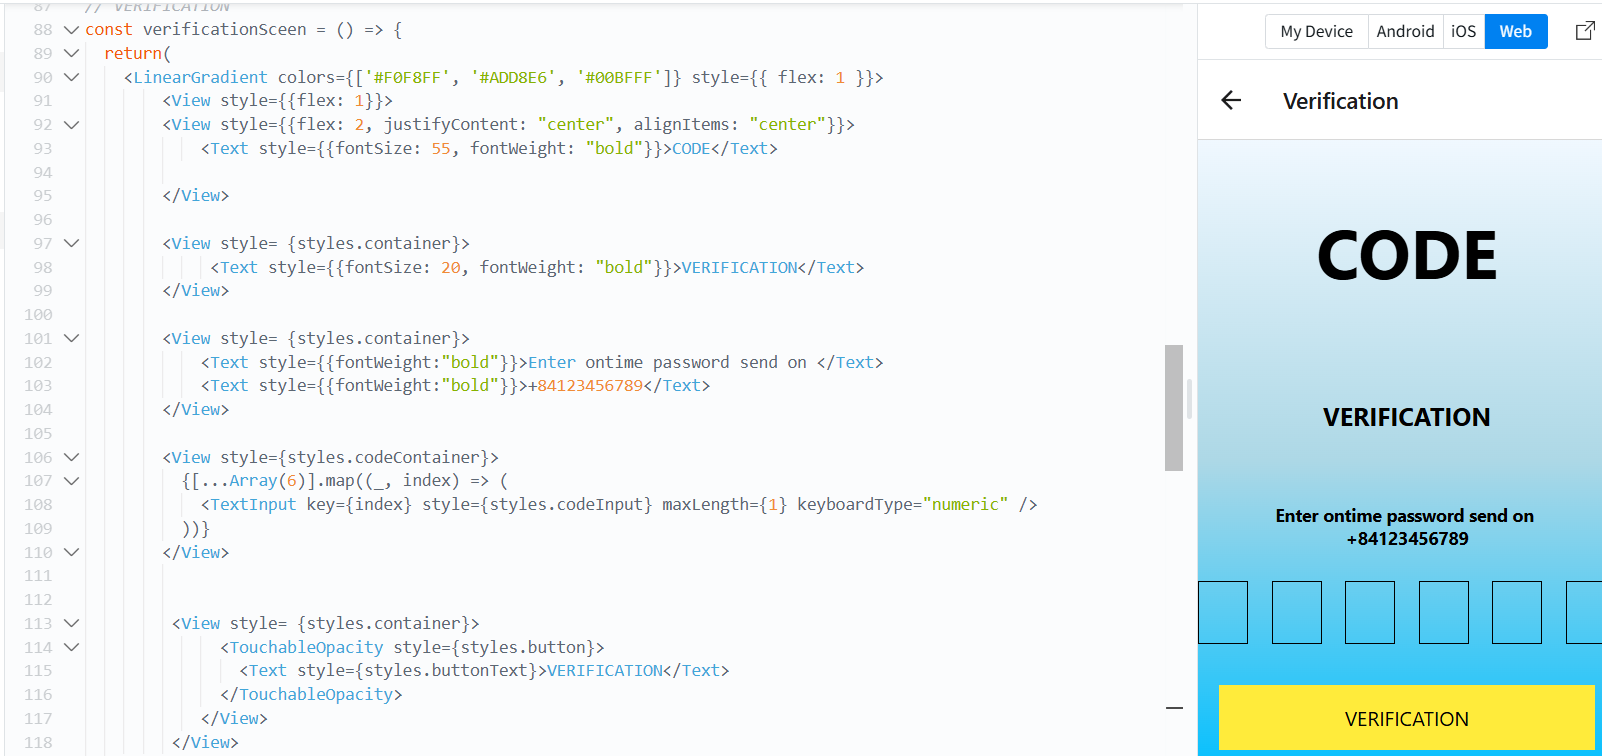 87 // VERIFICATION
88 const verificationSceen = () => {
89 return(
90 <LinearGradient colors={['#F0F8FF', '#ADD8E6', '#00BFFF']} style={{ flex: 1 }}>
91 <View style={{flex: 1}}>
92 <View style={{flex: 2, justifyContent: "center", alignItems: "center"}}>
93 <Text style={{fontSize: 55, fontWeight: "bold"}}>CODE</Text>
94
95 </View>
96
97 <View style= {styles.container}>
98 <Text style={{fontSize: 20, fontWeight: "bold"}}>VERIFICATION</Text>
99 </View>
100
101 <View style= {styles.container}>
102 <Text style={{fontWeight:"bold"}}>Enter ontime password send on </Text>
103 <Text style={{fontWeight:"bold"}}>+84123456789</Text>
104 </View>
105
106 <View style={styles.codeContainer}>
107 {[...Array(6)].map((_, index) => (
108 <TextInput key={index} style={styles.codeInput} maxLength={1} keyboardType="numeric" />
109 ))}
110 </View>
111
112
113 <View style= {styles.container}>
114 <TouchableOpacity style={styles.button}>
115 <Text style={styles.buttonText}>VERIFICATION</Text>
116 </TouchableOpacity>
117 </View>
118 </View>
My Device Android iOS Web
Verification
CODE
VERIFICATION
Enter ontime password send on
+84123456789
VERIFICATION